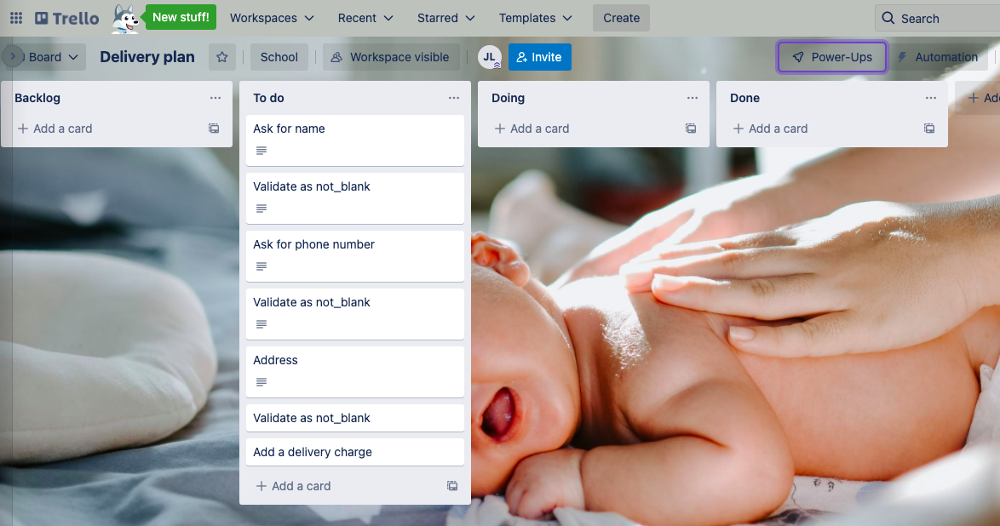 Trello
New stuff!
Workspaces
Recent
Starred
Templates
Create
Search
Board
Delivery plan
School
Workspace visible
JL
Invite
Power-Ups
Automation
Backlog
Add a card
To do
Ask for name
Validate as not_blank
Ask for phone number
Validate as not_blank
Address
Validate as not_blank
Add a delivery charge
Add a card
Doing
Add a card
Done
Add a card